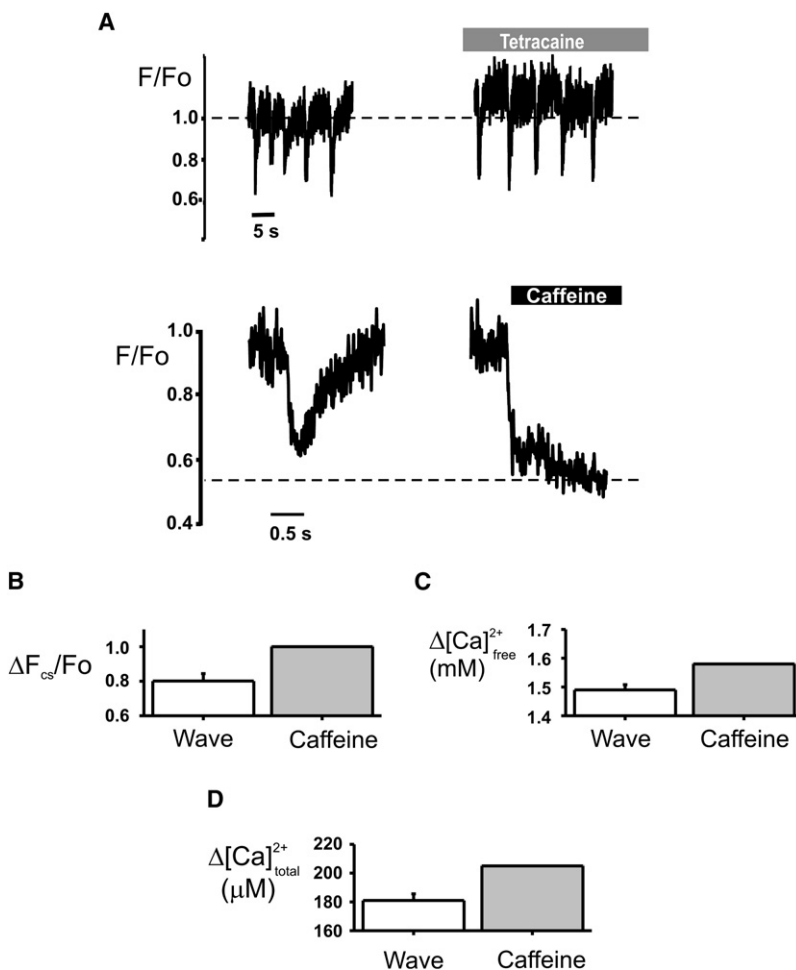 A
Tetracaine
F/Fo
1.0
0.8
0.6
5 s
Caffeine
1.0
F/Fo
0.8
0.6
0.4
0.5 s
B
ΔFcs/Fo
1.0
0.8
0.6
Wave Caffeine
C
Δ[Ca]2+free
(mM)
1.7
1.6
1.5
1.4
Wave Caffeine
D
Δ[Ca]2+total
(μM)
220
200
180
160
Wave Caffeine